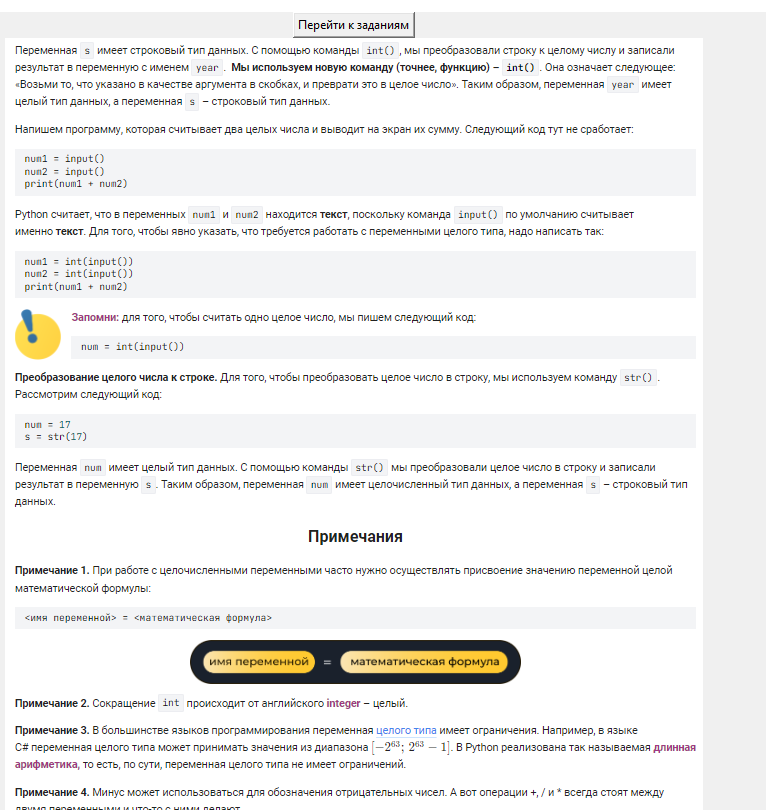 Перейти к заданиям
Переменная s имеет строковый тип данных. С помощью команды int(), мы преобразовали строку к целому числу и записали
результат в переменную с именем year. Мы используем новую команду (точнее, функцию) – int(). Она означает следующее:
«Возьми то, что указано в качестве аргумента в скобках, и преврати это в целое число». Таким образом, переменная year имеет
целый тип данных, а переменная s – строковый тип данных.
Напишем программу, которая считывает два целых числа и выводит на экран их сумму. Следующий код тут не сработает:
num1 = input()
num2 = input()
print(num1 + num2)
Python считает, что в переменных num1 и num2 находится текст, поскольку команда input() по умолчанию считывает
именно текст. Для того, чтобы явно указать, что требуется работать с переменными целого типа, надо написать так:
num1 = int(input())
num2 = int(input())
print(num1 + num2)
Запомни: для того, чтобы считать одно целое число, мы пишем следующий код:
num = int(input())
Преобразование целого числа к строке. Для того, чтобы преобразовать целое число в строку, мы используем команду str().
Рассмотрим следующий код:
num = 17
s = str(17)
Переменная num имеет целый тип данных. С помощью команды str() мы преобразовали целое число в строку и записали
результат в переменную s. Таким образом, переменная num имеет целочисленный тип данных, а переменная s – строковый тип
данных.
Примечания
Примечание 1. При работе с целочисленными переменными часто нужно осуществлять присвоение значению переменной целой
математической формулы:
<имя переменной> = <математическая формула>
имя переменной = математическая формула
Примечание 2. Сокращение int происходит от английского integer – целый.
Примечание 3. В большинстве языков программирования переменная целого типа имеет ограничения. Например, в языке
C# переменная целого типа может принимать значения из диапазона [−2⁶³; 2⁶³ − 1]. В Python реализована так называемая длинная
арифметика, то есть, по сути, переменная целого типа не имеет ограничений.
Примечание 4. Минус может использоваться для обозначения отрицательных чисел. А вот операции +, / и * всегда стоят между
двумя переменными и что-то с ними делают.